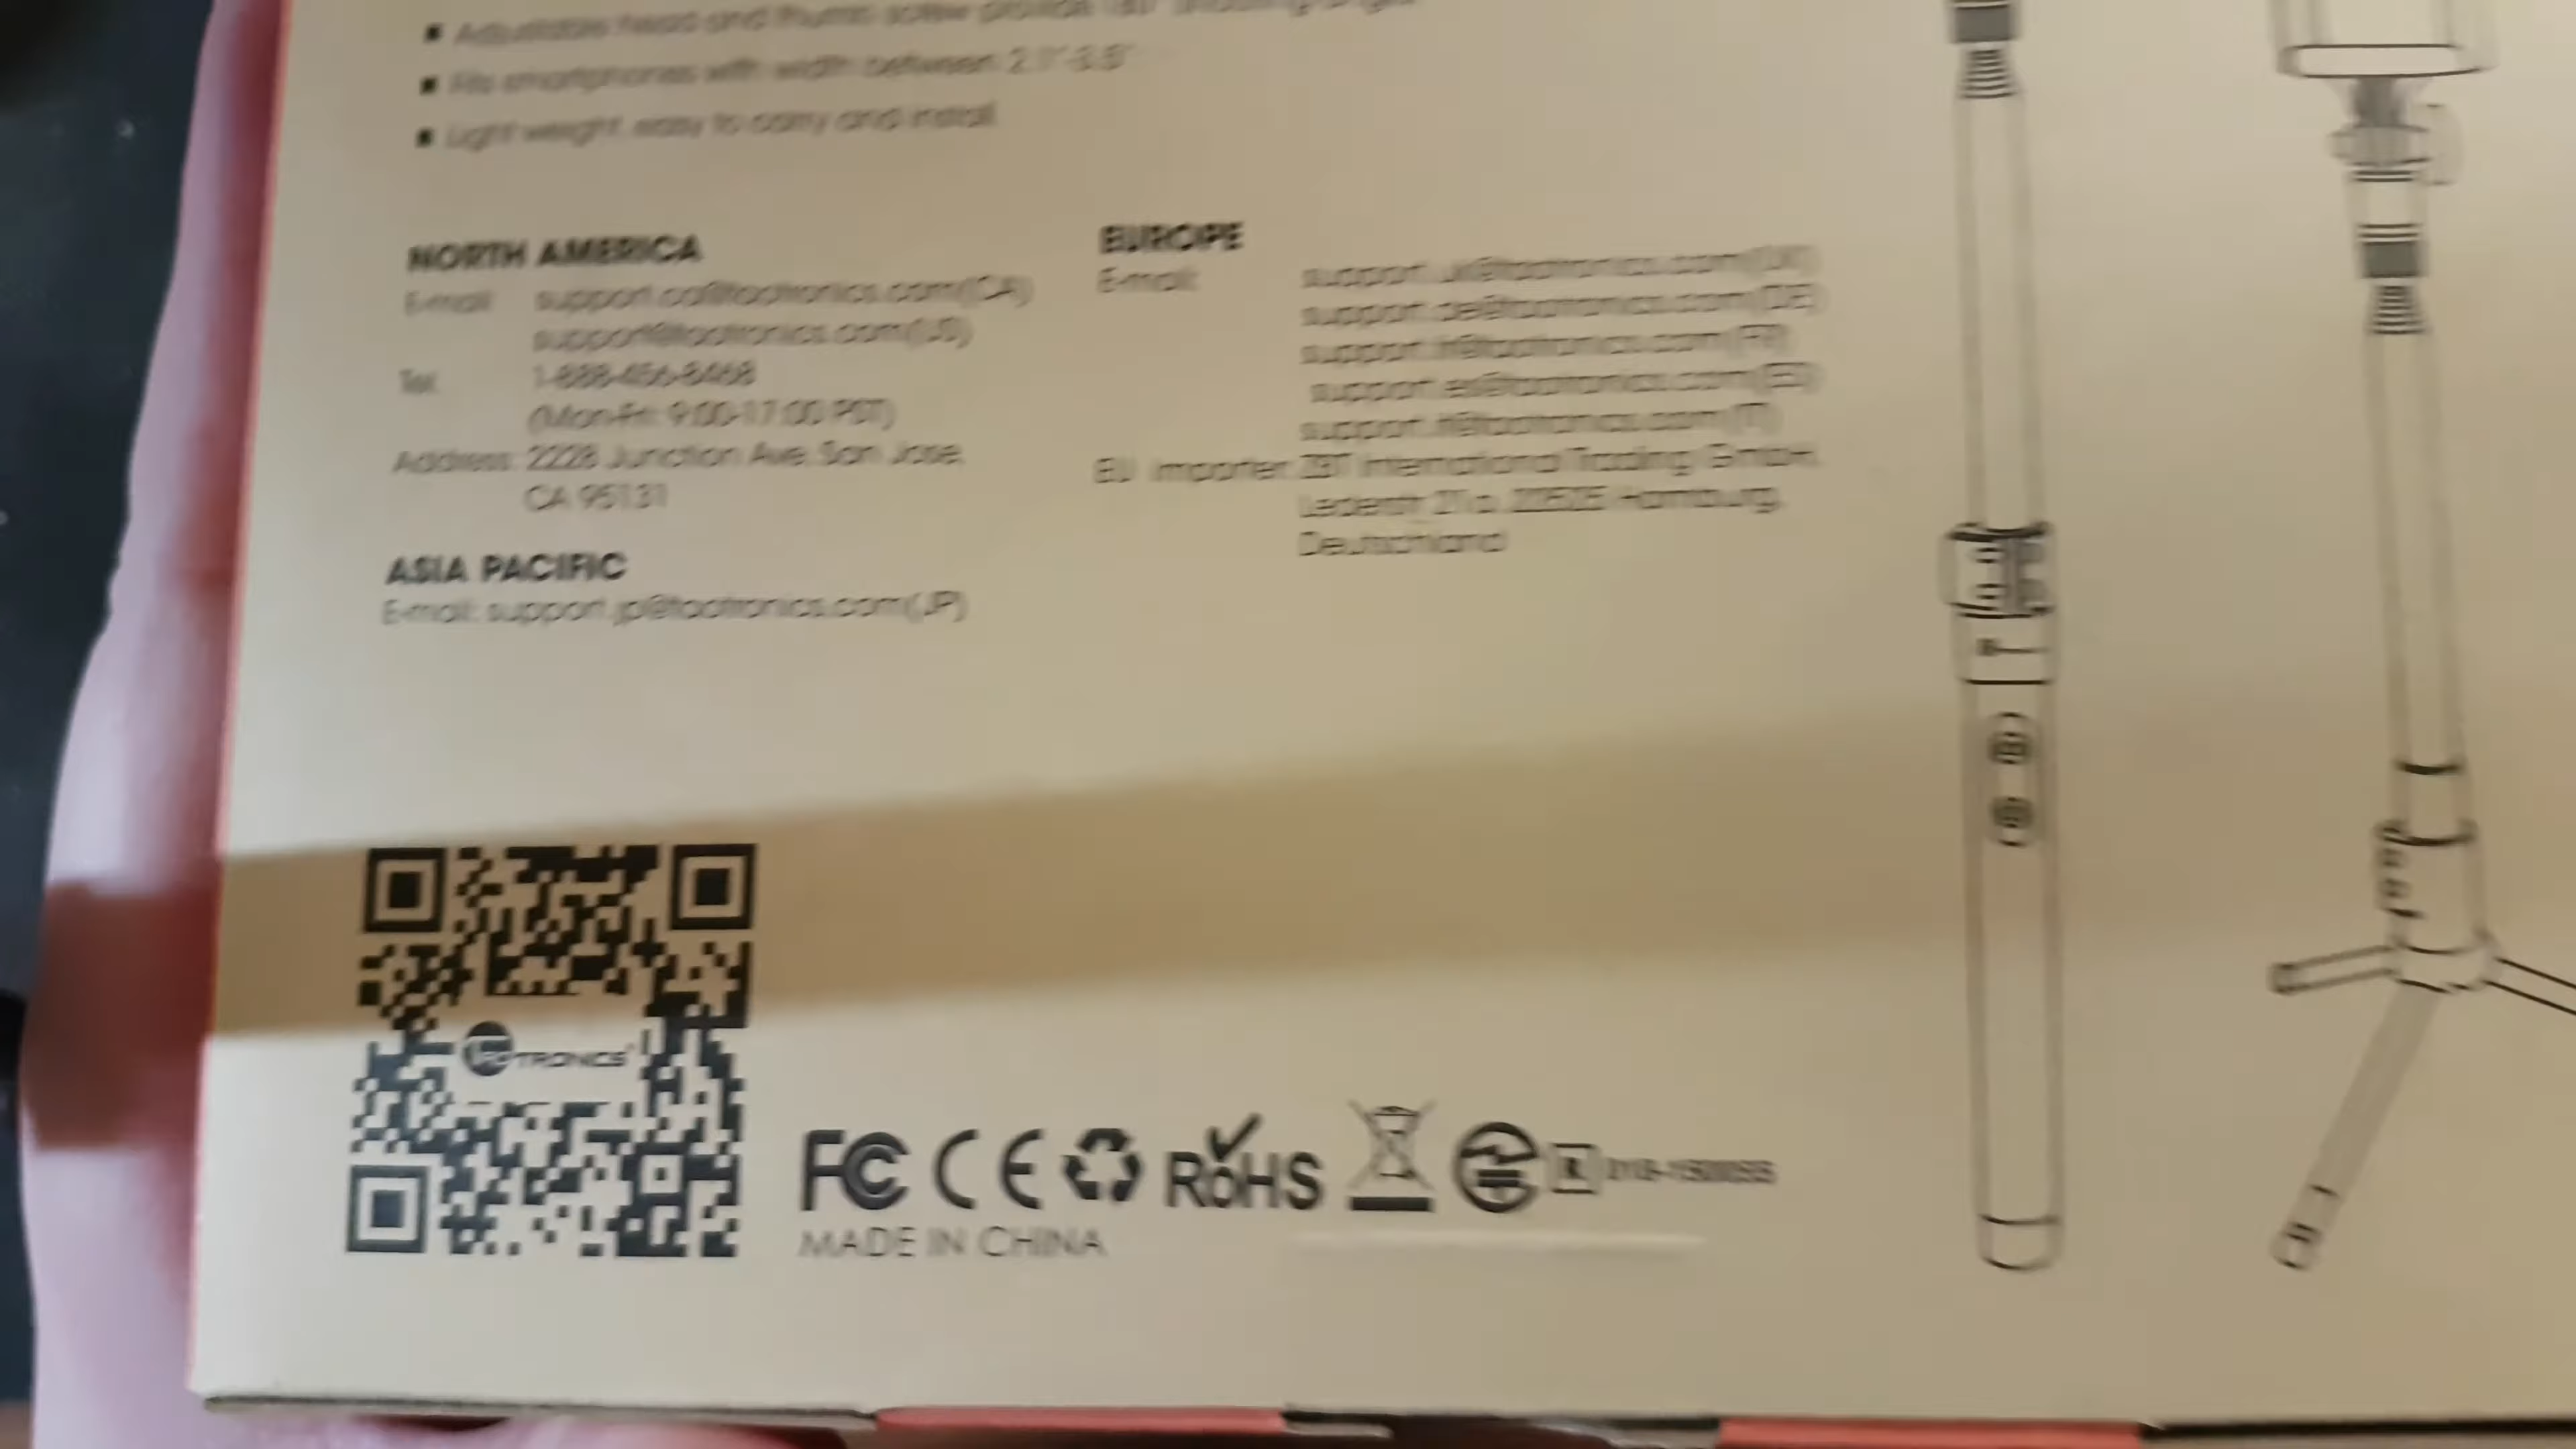 Adjustable head and thumb screw provide 180° shooting angle
Fits smartphones with width between 2.1"-3.5"
Light weight, easy to carry and install
NORTH AMERICA
E-mail: support.ca@taotronics.com(CA)
support@taotronics.com(US)
Tel: 1-888-456-8468
(Mon-Fri: 9:00-17:00 PST)
Address: 2228 Junction Ave, San Jose,
CA 95131
ASIA PACIFIC
E-mail: support.jp@taotronics.com(JP)
EUROPE
E-mail: support.uk@taotronics.com(UK)
support.de@taotronics.com(DE)
support.fr@taotronics.com(FR)
support.es@taotronics.com(ES)
support.it@taotronics.com(IT)
EU Importer: ZBT International Trading GmbH,
Lederstr. 21a, 22525 Hamburg,
Deutschland
TaoTRONICS
FC CE RoHS R
MADE IN CHINA